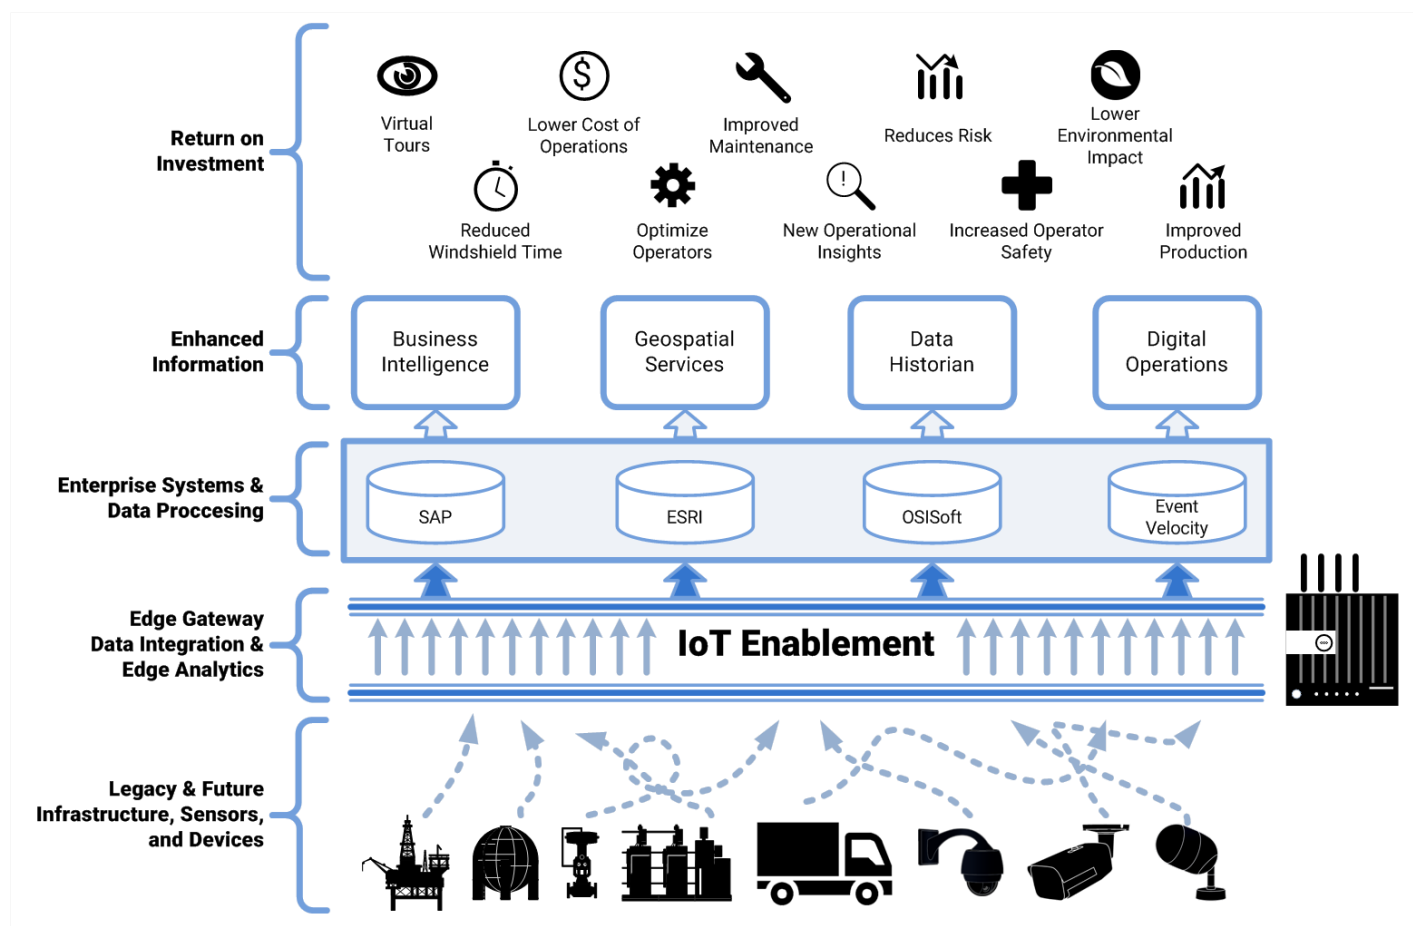 Return on
Investment
Virtual
Tours
Lower Cost of
Operations
Improved
Maintenance
Reduces Risk
Lower
Environmental
Impact
Reduced
Windshield Time
Optimize
Operators
New Operational
Insights
Increased Operator
Safety
Improved
Production
Enhanced
Information
Business
Intelligence
Geospatial
Services
Data
Historian
Digital
Operations
Enterprise Systems &
Data Proccesing
SAP
ESRI
OSISoft
Event
Velocity
Edge Gateway
Data Integration &
Edge Analytics
IoT Enablement
Legacy & Future
Infrastructure, Sensors,
and Devices